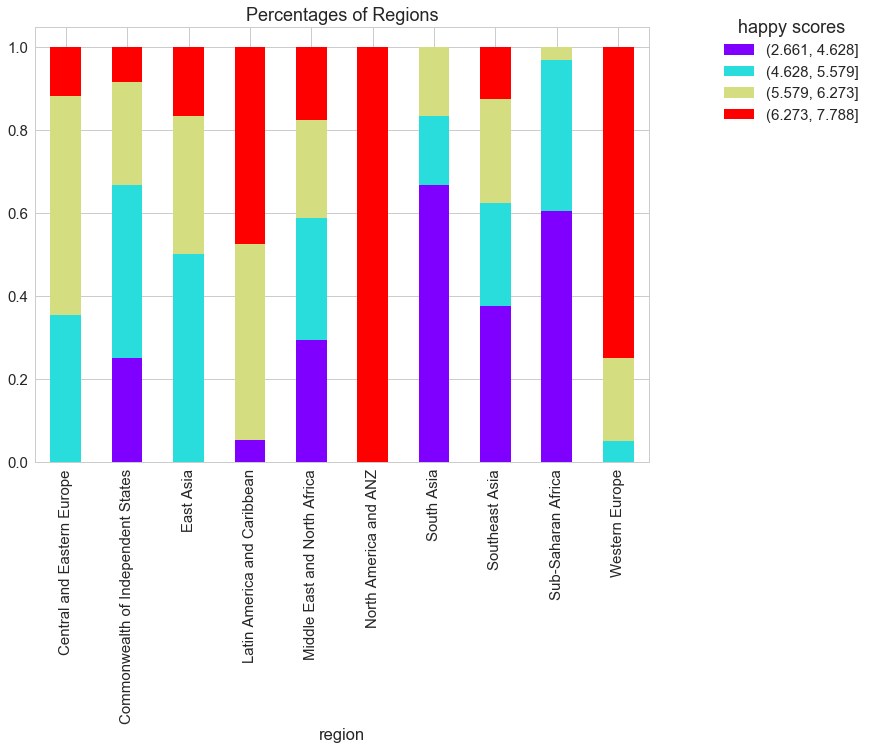 Percentages of Regions
happy scores
(2.661, 4.628]
(4.628, 5.579]
(5.579, 6.273]
(6.273, 7.788]
1.0
0.8
0.6
0.4
0.2
0.0
Central and Eastern Europe
Commonwealth of Independent States
East Asia
Latin America and Caribbean
Middle East and North Africa
North America and ANZ
South Asia
Southeast Asia
Sub-Saharan Africa
Western Europe
region